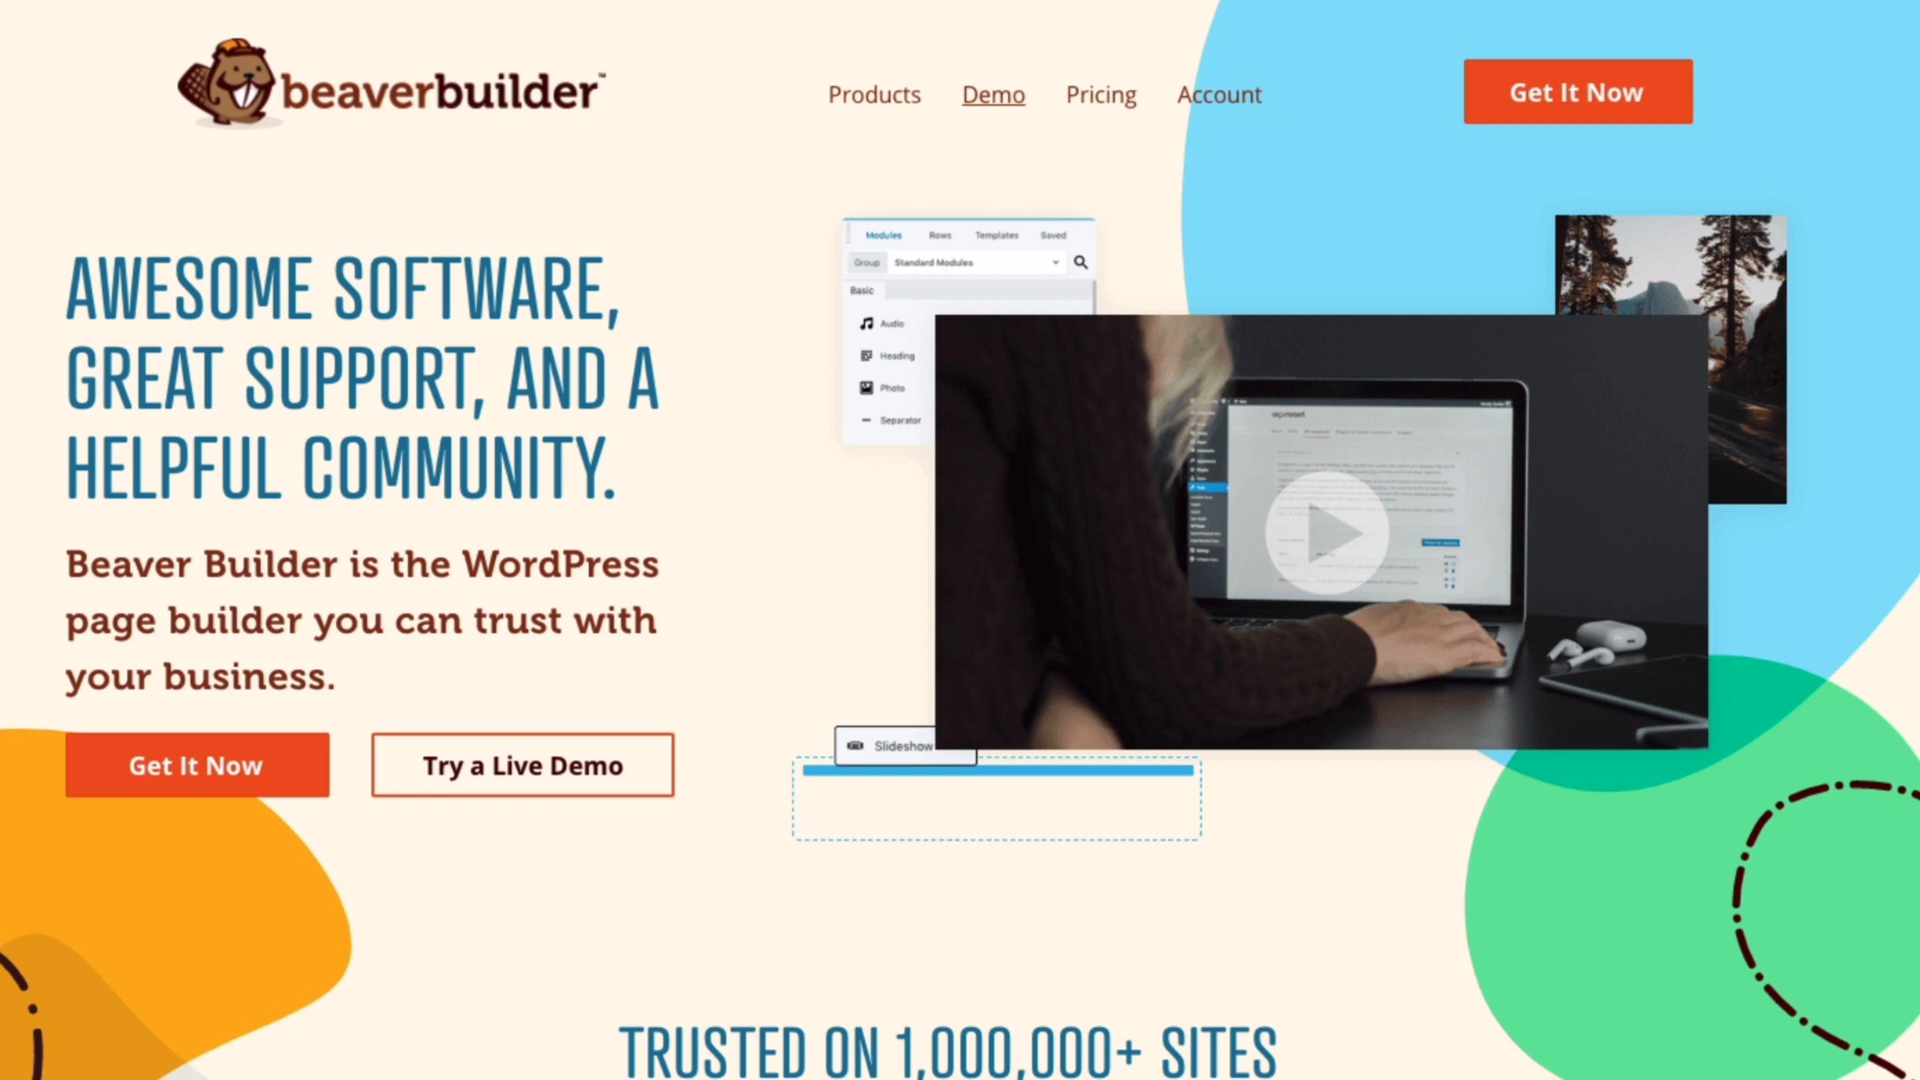 beaverbuilder™
Products Demo Pricing Account
Get It Now
AWESOME SOFTWARE,
GREAT SUPPORT, AND A
HELPFUL COMMUNITY.
Beaver Builder is the WordPress
page builder you can trust with
your business.
Get It Now
Try a Live Demo
Modules Rows Templates Saved
Group Standard Modules
Basic
Audio
Heading
Photo
Separator
wpreset
Slideshow
TRUSTED ON 1,000,000+ SITES